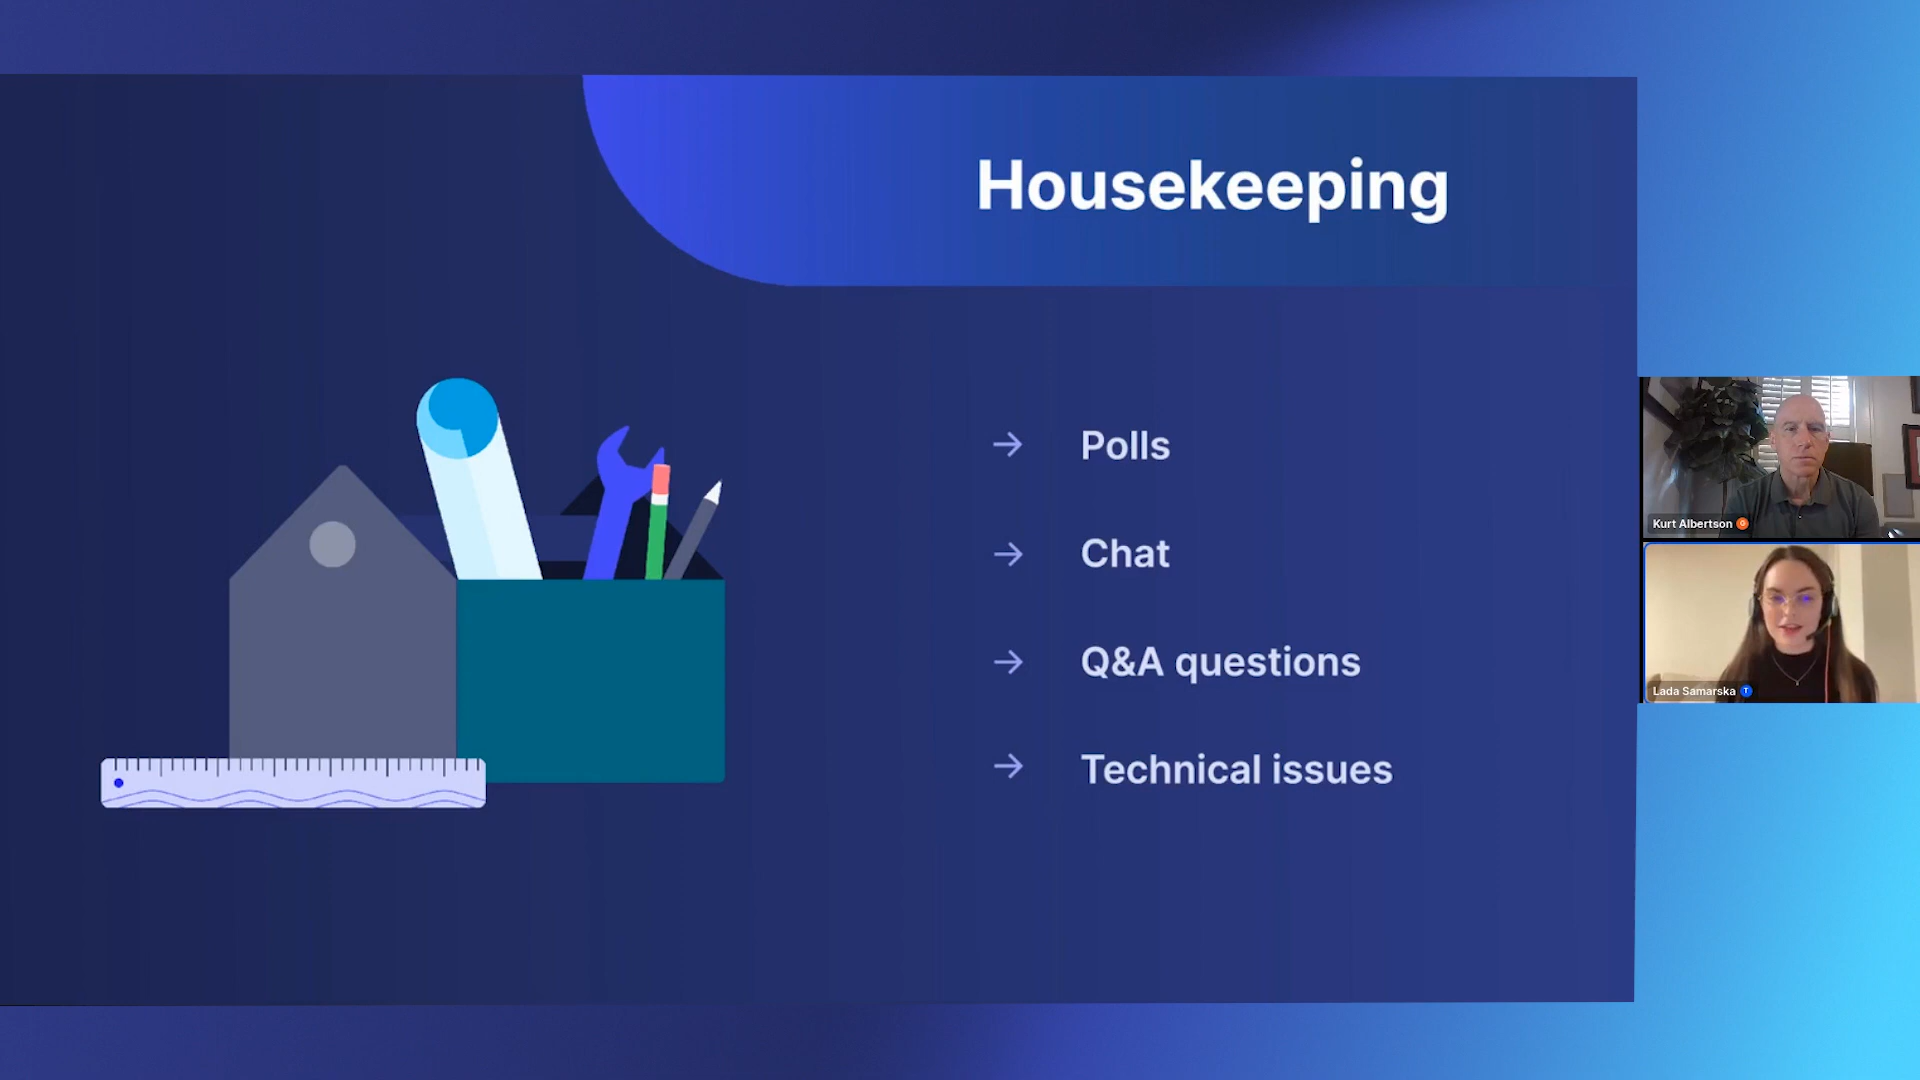 Housekeeping
→ Polls
→ Chat
→ Q&A questions
→ Technical issues
Kurt Albertson G
Lada Samarska T